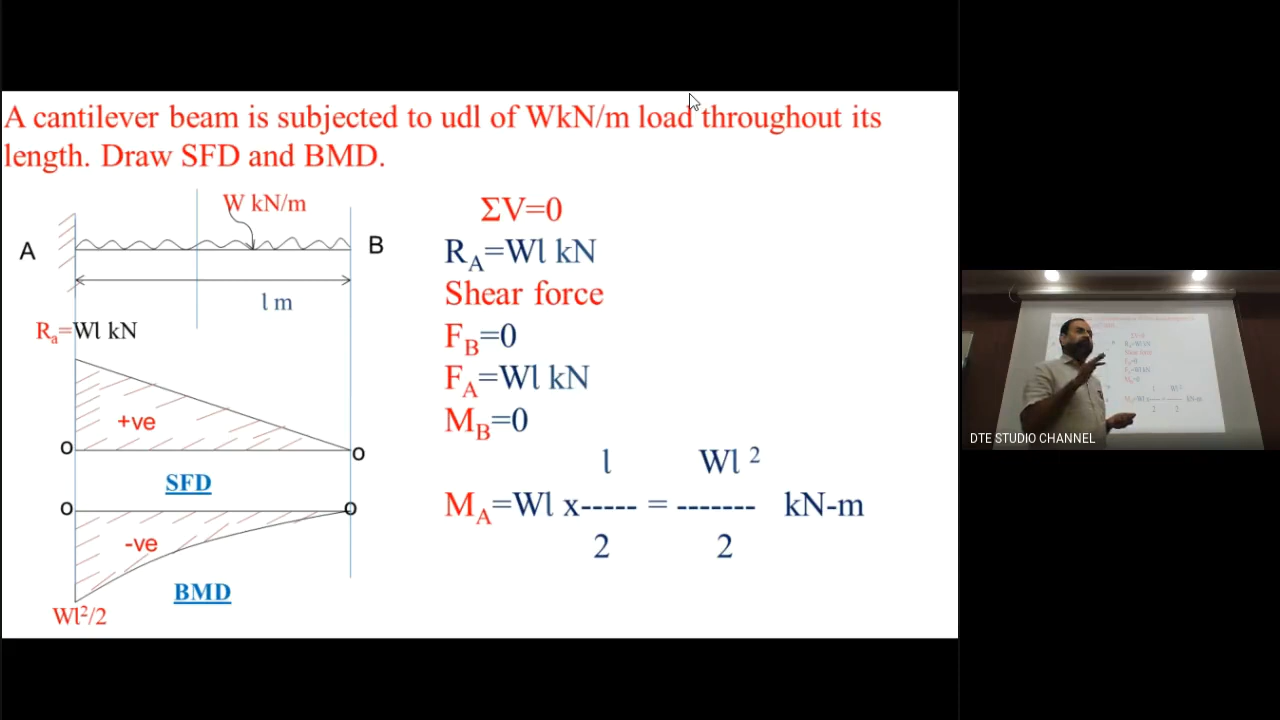 A cantilever beam is subjected to udl of WkN/m load throughout its
length. Draw SFD and BMD.
W kN/m
A
B
l m
Ra=Wl kN
+ve
o
o
SFD
o
o
-ve
BMD
Wl²/2
ΣV=0
RA=Wl kN
Shear force
FB=0
FA=Wl kN
MB=0
l Wl ²
MA=Wl x----- = ------- kN-m
2 2
DTE STUDIO CHANNEL